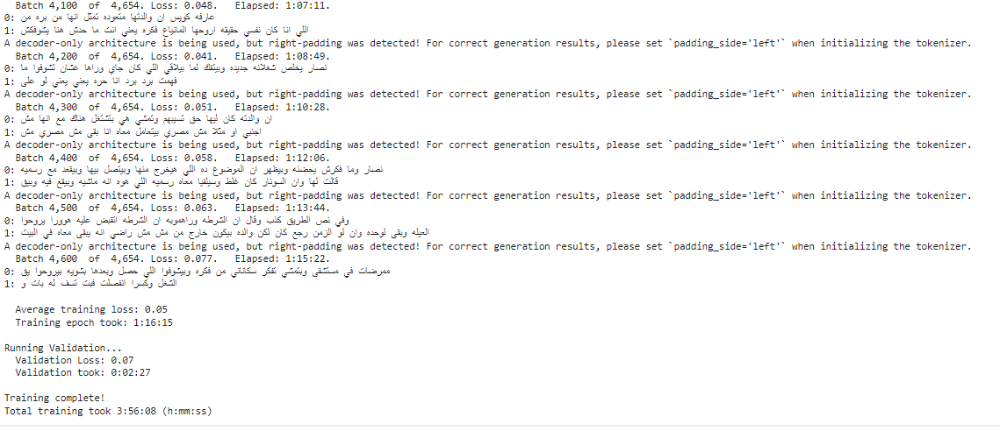 Batch 4,100  of  4,654. Loss: 0.048.   Elapsed: 1:07:11.
0: عارفه كويس ان والدتها متعوده تمثل انها من بره من
1: اللي انا كان نفسي حقيقه اروحها المانياع فكره يعني انت ما حدش هنا يشوفكش
A decoder-only architecture is being used, but right-padding was detected! For correct generation results, please set `padding_side='left'` when initializing the tokenizer.
Batch 4,200  of  4,654. Loss: 0.041.   Elapsed: 1:08:49.
0: نصار يخلص شغلانه جديده وبيتقك لما بيلاقي اللي كان جاي وراها عشان تشوفوا ما
1: فهمت برد برد انا حره يعني يعني لو على
A decoder-only architecture is being used, but right-padding was detected! For correct generation results, please set `padding_side='left'` when initializing the tokenizer.
Batch 4,300  of  4,654. Loss: 0.051.   Elapsed: 1:10:28.
0: ان والدته كان ليها حق تسيبهم وتمشي هي بتشتغل هناك مع انها مش
1: اجنبي او مثلا مش مصري بيتعامل معاه انا بقى مش مصري مش
A decoder-only architecture is being used, but right-padding was detected! For correct generation results, please set `padding_side='left'` when initializing the tokenizer.
Batch 4,400  of  4,654. Loss: 0.058.   Elapsed: 1:12:06.
0: نصار وما فكرش يحضنه وبيظهر ان الموضوع ده اللي هيخرج منها وبيتصل بيها وبيقعد مع رسميه
1: قالت لها وان السونار كان غلط وسيلفيا معاه رسميه اللي هوه انه ماشيه وبيقع فيه وبيق
A decoder-only architecture is being used, but right-padding was detected! For correct generation results, please set `padding_side='left'` when initializing the tokenizer.
Batch 4,500  of  4,654. Loss: 0.063.   Elapsed: 1:13:44.
0: وفي نص الطريق كذب وقال ان الشرطه وراهمويه ان الشرطه اتقبض عليه هوورا يروحوا
1: العيله وبقى لوحده وان لو الزمن رجع كان لكن والده بيكون خارج من مش مش راضي انه يبقى معاه في البيت
A decoder-only architecture is being used, but right-padding was detected! For correct generation results, please set `padding_side='left'` when initializing the tokenizer.
Batch 4,600  of  4,654. Loss: 0.077.   Elapsed: 1:15:22.
0: ممرضات في مستشفى وبتمشي تفكر سكاناني من فكره وبيشوفوا اللي حصل وبعدها بشويه بيروحوا يق
1: الشغل وكسرا انفصلت فبت تسف له بات و
Average training loss: 0.05
Training epoch took: 1:16:15
Running Validation...
Validation Loss: 0.07
Validation took: 0:02:27
Training complete!
Total training took 3:56:08 (h:mm:ss)